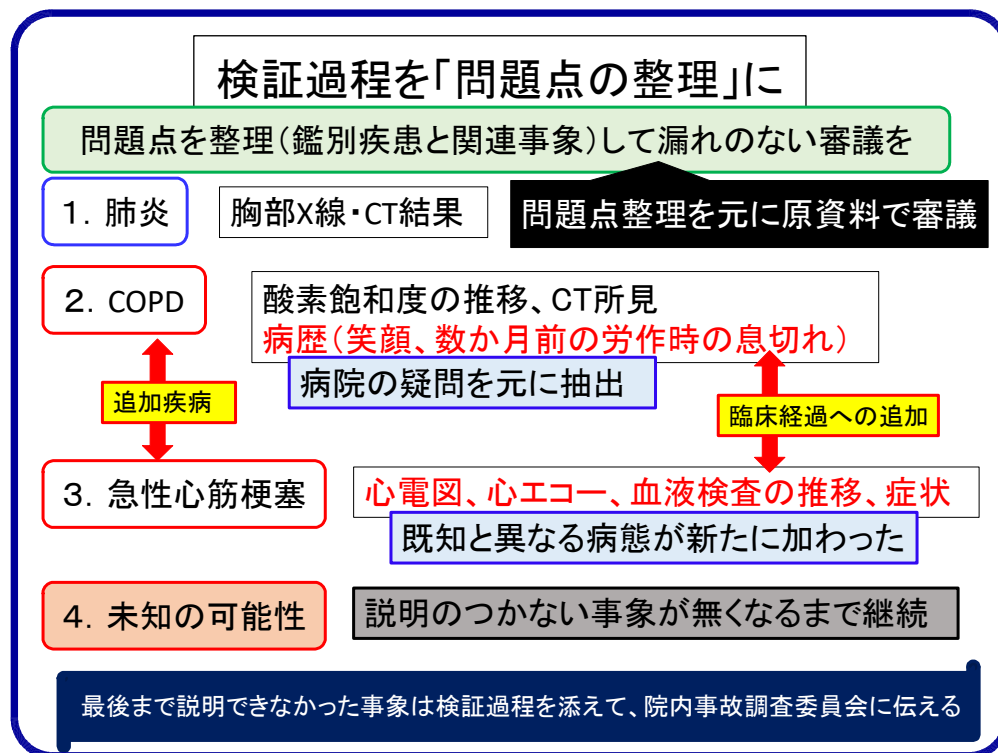 検証過程を「問題点の整理」に
問題点を整理(鑑別疾患と関連事象)して漏れのない審議を
1. 肺炎
胸部X線・CT結果
問題点整理を元に原資料で審議
2. COPD
酸素飽和度の推移、CT所見
病歴(笑顔、数か月前の労作時の息切れ)
病院の疑問を元に抽出
追加疾病
臨床経過への追加
3. 急性心筋梗塞
心電図、心エコー、血液検査の推移、症状
既知と異なる病態が新たに加わった
4. 未知の可能性
説明のつかない事象が無くなるまで継続
最後まで説明できなかった事象は検証過程を添えて、院内事故調査委員会に伝える